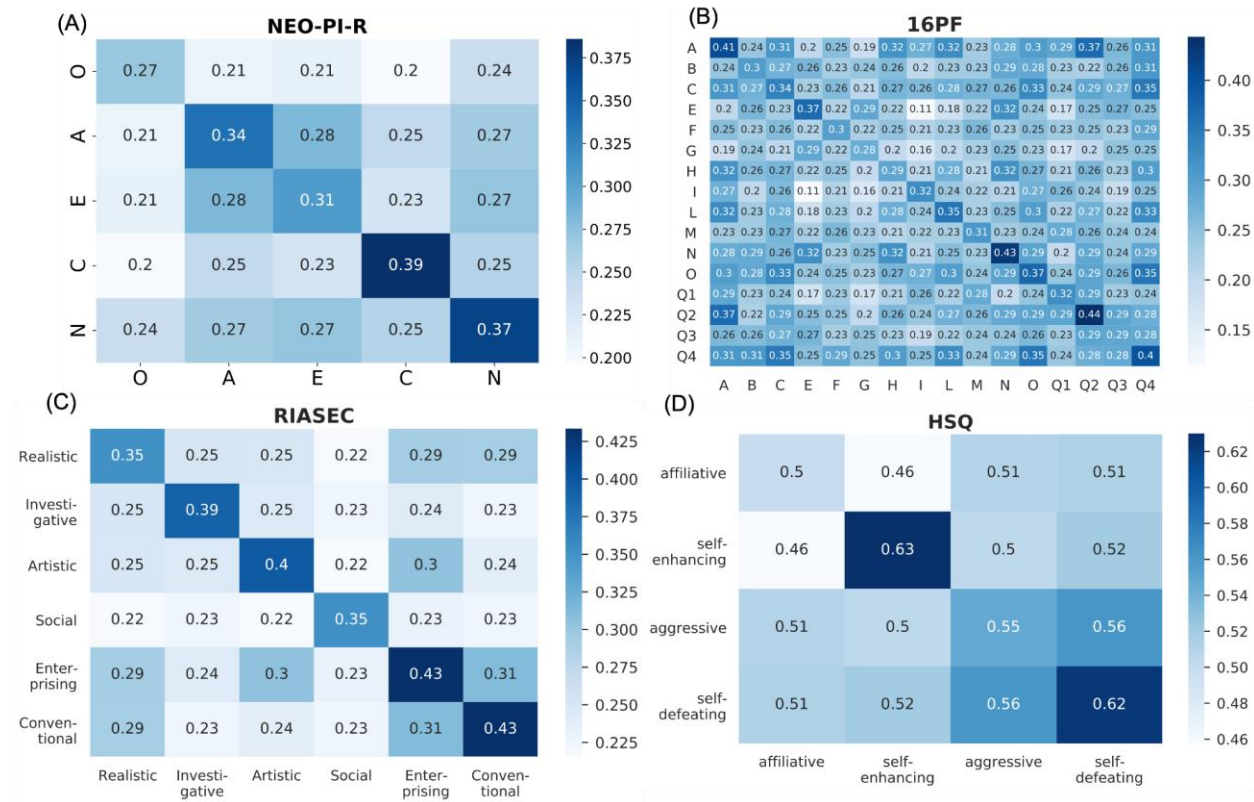 (A)
NEO-PI-R
O 0.27 0.21 0.21 0.2 0.24
A 0.21 0.34 0.28 0.25 0.27
E 0.21 0.28 0.31 0.23 0.27
C 0.2 0.25 0.23 0.39 0.25
N 0.24 0.27 0.27 0.25 0.37
O A E C N
0.375
0.350
0.325
0.300
0.275
0.250
0.225
0.200
(B)
16PF
A 0.41 0.24 0.31 0.2 0.25 0.19 0.32 0.27 0.32 0.23 0.28 0.3 0.29 0.37 0.26 0.31
B 0.24 0.3 0.27 0.26 0.23 0.24 0.26 0.2 0.23 0.23 0.29 0.28 0.23 0.22 0.26 0.31
C 0.31 0.27 0.34 0.23 0.26 0.21 0.27 0.26 0.28 0.27 0.26 0.33 0.24 0.29 0.27 0.35
E 0.2 0.26 0.23 0.37 0.22 0.29 0.22 0.11 0.18 0.22 0.32 0.24 0.17 0.25 0.27 0.25
F 0.25 0.23 0.26 0.22 0.3 0.22 0.25 0.21 0.23 0.26 0.23 0.25 0.23 0.25 0.23 0.29
G 0.19 0.24 0.21 0.29 0.22 0.28 0.2 0.16 0.2 0.23 0.25 0.23 0.17 0.2 0.25 0.25
H 0.32 0.26 0.27 0.22 0.25 0.2 0.29 0.21 0.28 0.21 0.32 0.27 0.21 0.26 0.23 0.3
I 0.27 0.2 0.26 0.11 0.21 0.16 0.21 0.32 0.24 0.22 0.21 0.27 0.26 0.24 0.19 0.25
L 0.32 0.23 0.28 0.18 0.23 0.2 0.28 0.24 0.35 0.23 0.25 0.3 0.22 0.27 0.22 0.33
M 0.23 0.23 0.27 0.22 0.26 0.23 0.21 0.22 0.23 0.31 0.23 0.24 0.28 0.26 0.24 0.24
N 0.28 0.29 0.26 0.32 0.23 0.25 0.32 0.21 0.25 0.23 0.43 0.29 0.2 0.29 0.24 0.29
O 0.3 0.28 0.33 0.24 0.25 0.23 0.27 0.27 0.3 0.24 0.29 0.37 0.24 0.29 0.26 0.35
Q1 0.29 0.23 0.24 0.17 0.23 0.17 0.21 0.26 0.22 0.28 0.2 0.24 0.32 0.29 0.23 0.24
Q2 0.37 0.22 0.29 0.25 0.25 0.2 0.26 0.24 0.27 0.26 0.29 0.29 0.29 0.44 0.29 0.28
Q3 0.26 0.26 0.27 0.27 0.23 0.25 0.23 0.19 0.22 0.24 0.24 0.26 0.23 0.29 0.29 0.28
Q4 0.31 0.31 0.35 0.25 0.29 0.25 0.3 0.25 0.33 0.24 0.29 0.35 0.24 0.28 0.28 0.4
A B C E F G H I L M N O Q1 Q2 Q3 Q4
0.40
0.35
0.30
0.25
0.20
0.15
(C)
RIASEC
Realistic 0.35 0.25 0.25 0.22 0.29 0.29
Investi-
gative 0.25 0.39 0.25 0.23 0.24 0.23
Artistic 0.25 0.25 0.4 0.22 0.3 0.24
Social 0.22 0.23 0.22 0.35 0.23 0.23
Enter-
prising 0.29 0.24 0.3 0.23 0.43 0.31
Conven-
tional 0.29 0.23 0.24 0.23 0.31 0.43
Realistic Investi- Artistic Social Enter- Conven-
gative prising tional
0.425
0.400
0.375
0.350
0.325
0.300
0.275
0.250
0.225
(D)
HSQ
affiliative 0.5 0.46 0.51 0.51
self-
enhancing 0.46 0.63 0.5 0.52
aggressive 0.51 0.5 0.55 0.56
self-
defeating 0.51 0.52 0.56 0.62
affiliative self- aggressive self-
enhancing defeating
0.62
0.60
0.58
0.56
0.54
0.52
0.50
0.48
0.46